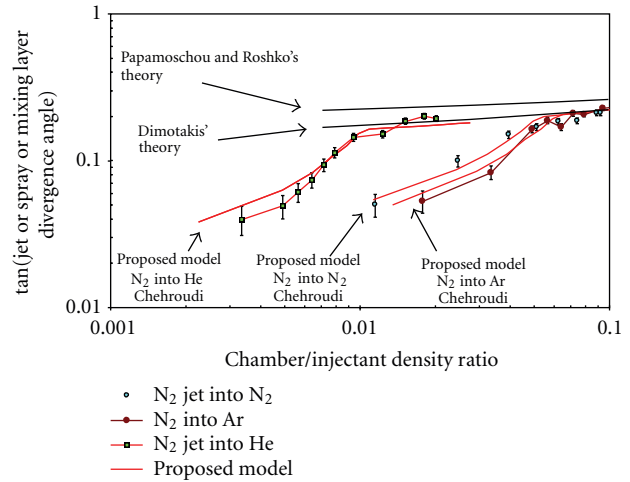 tan(jet or spray or mixing layer
divergence angle)
1
0.1
0.01
Papamoschou and Roshko's
theory
Dimotakis'
theory
Proposed model
N₂ into He
Chehroudi
Proposed model
N₂ into N₂
Chehroudi
Proposed model
N₂ into Ar
Chehroudi
0.001
0.01
0.1
Chamber/injectant density ratio
N₂ jet into N₂
N₂ into Ar
N₂ jet into He
Proposed model